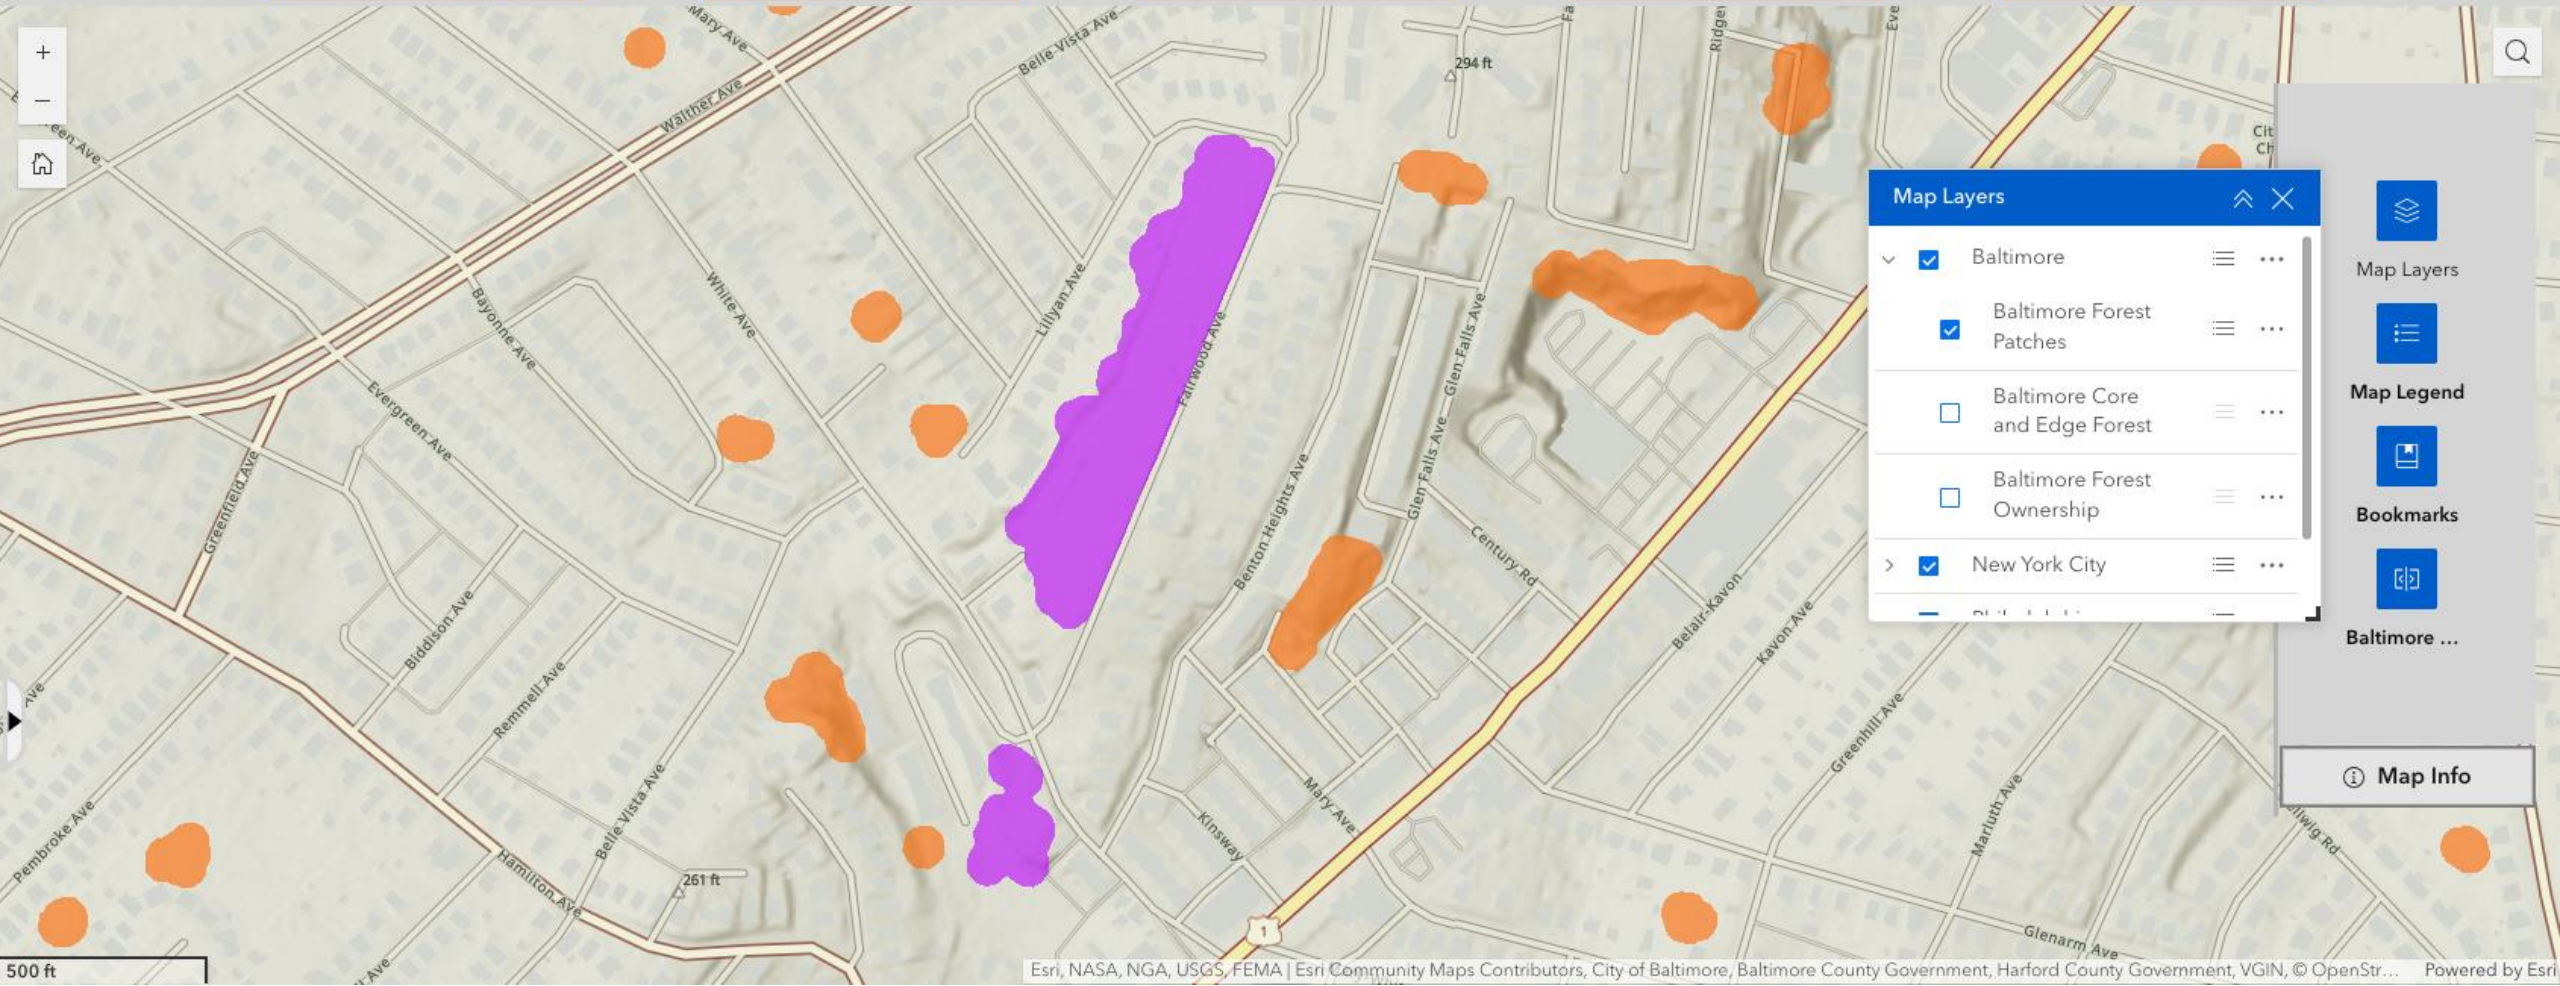 Mary Ave
Belle Vista Ave
294 ft
Ridge
Eve
Fa
Walther Ave
Cit
Ch
Map Layers
Baltimore
Baltimore Forest
Patches
Baltimore Core
and Edge Forest
Baltimore Forest
Ownership
New York City
Map Layers
Map Legend
Bookmarks
Baltimore ...
Map Info
White Ave
Lillyan Ave
Bayonne Ave
Fairwood Ave
Glen Falls Ave
Evergreen Ave
Greenfield Ave
Benton Heights Ave
Glen Falls Ave
Century Rd
Belair-Kavon
Kavon Ave
Biddison Ave
Remmell Ave
Ave
Greenhill Ave
Belle Vista Ave
Mary Ave
Marluth Ave
Kinsway
Pembroke Ave
Hamilton Ave
261 ft
llwig Rd
1
Glenarm Ave
500 ft
Esri, NASA, NGA, USGS, FEMA | Esri Community Maps Contributors, City of Baltimore, Baltimore County Government, Harford County Government, VGIN, © OpenStr...
Powered by Esri